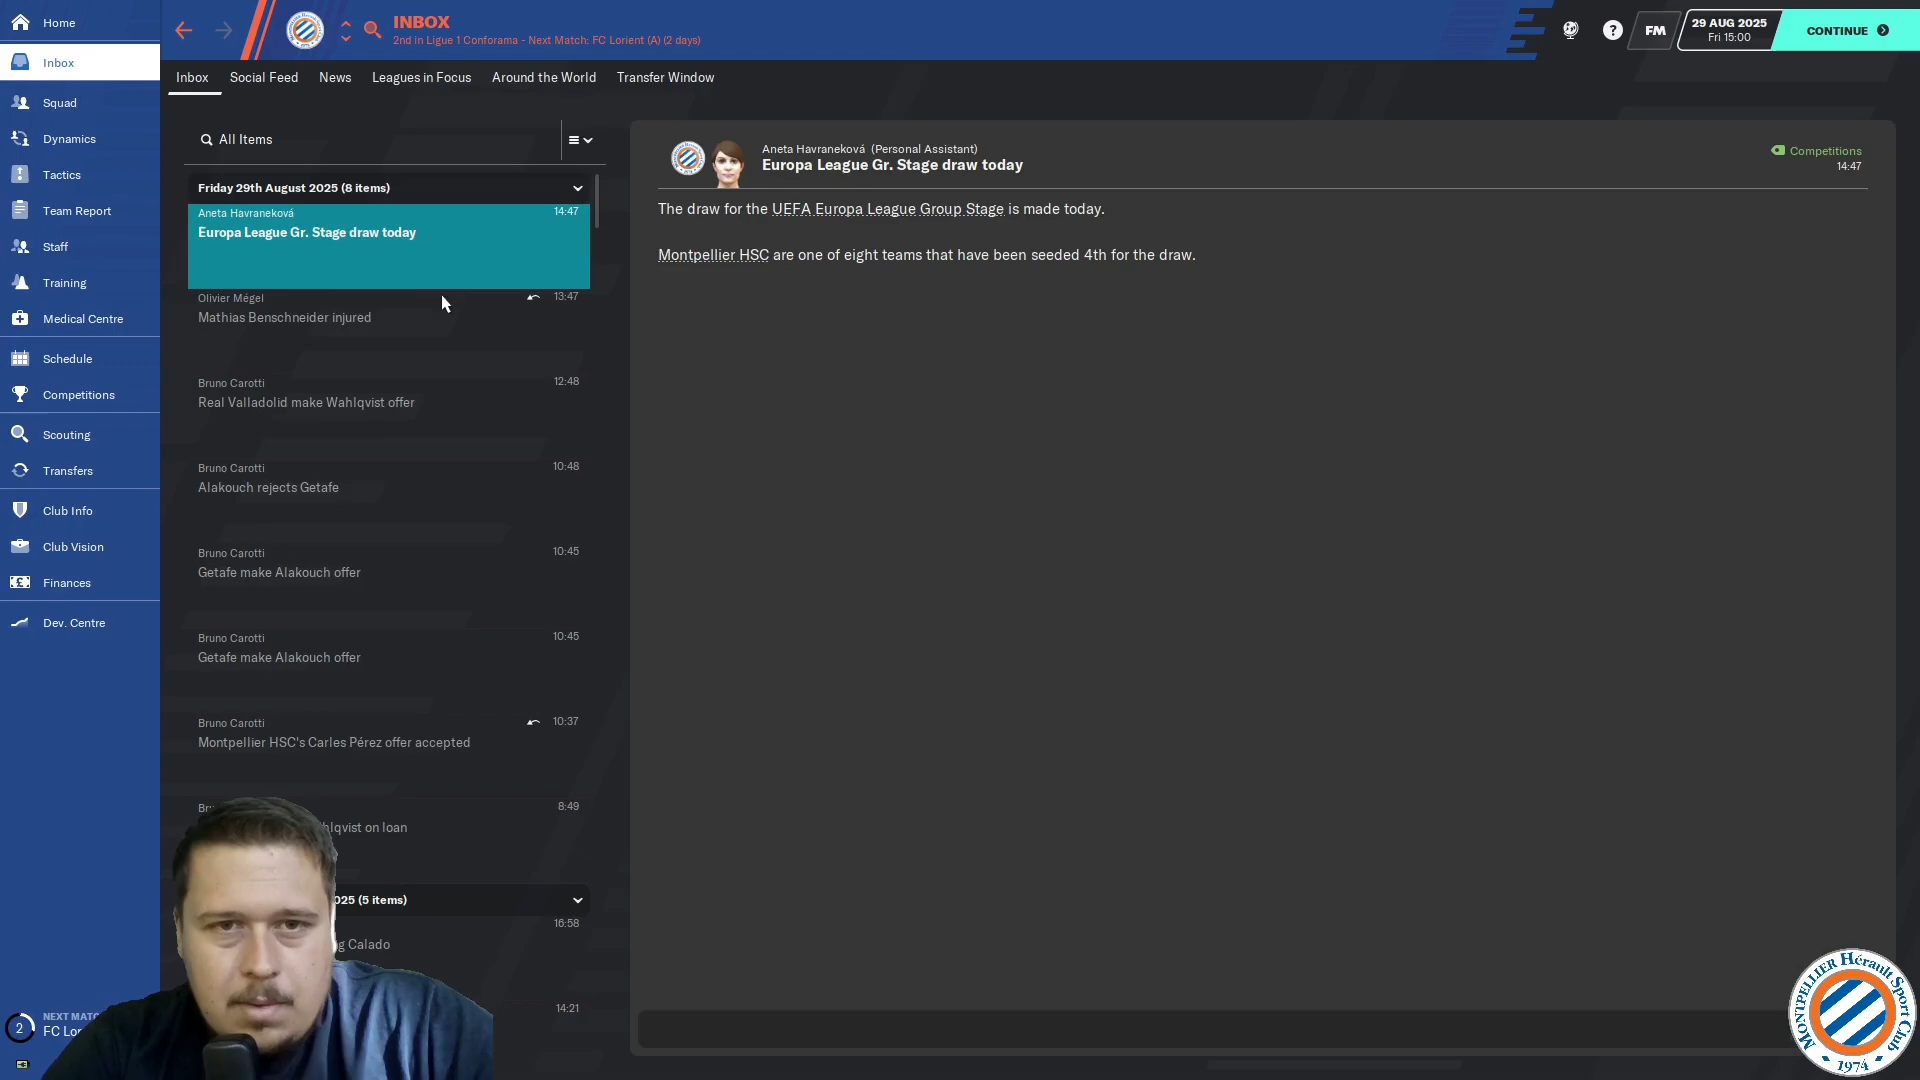 Home
Inbox
Squad
Dynamics
Tactics
Team Report
Staff
Training
Medical Centre
Schedule
Competitions
Scouting
Transfers
Club Info
Club Vision
Finances
Dev. Centre
2
FC
INBOX
2nd in Ligue 1 Conforama - Next Match: FC Lorient (A) (2 days)
FM
29 AUG 2025
Fri 15:00
CONTINUE
Inbox Social Feed News Leagues in Focus Around the World Transfer Window
All Items
Friday 29th August 2025 (8 items)
Aneta Havraneková 14:47
Europa League Gr. Stage draw today
Olivier Mégel 13:47
Mathias Benschneider injured
Bruno Carotti 12:48
Real Valladolid make Wahlqvist offer
Bruno Carotti 10:48
Alakouch rejects Getafe
Bruno Carotti 10:45
Getafe make Alakouch offer
Bruno Carotti 10:45
Getafe make Alakouch offer
Bruno Carotti 10:37
Montpellier HSC's Carles Pérez offer accepted
8:49
on loan
(5 items)
16:58
Calado
14:21
Aneta Havraneková (Personal Assistant)
Europa League Gr. Stage draw today
Competitions
14:47
The draw for the UEFA Europa League Group Stage is made today.
Montpellier HSC are one of eight teams that have been seeded 4th for the draw.
MONTPELLIER Hérault Sport Club
1974